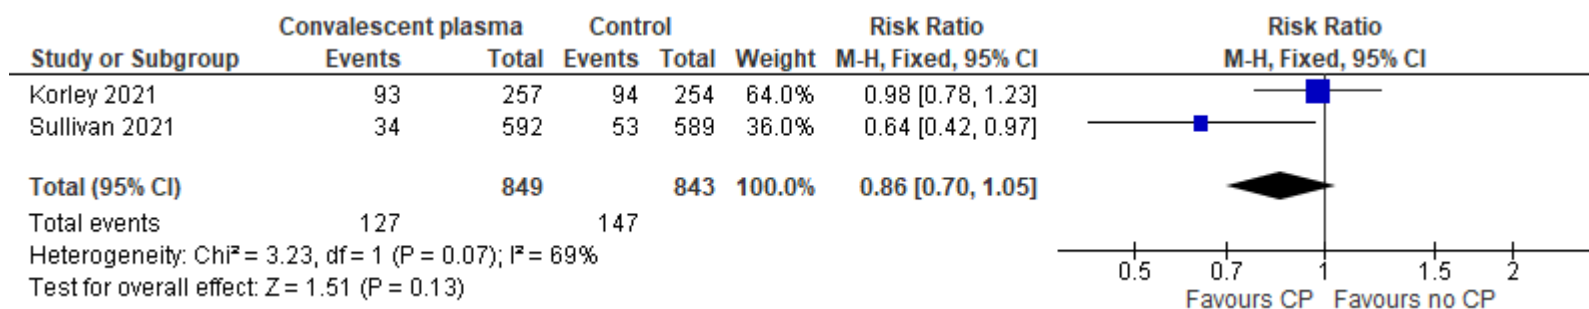 Convalescent plasma Control Risk Ratio Risk Ratio
Study or Subgroup Events Total Events Total Weight M-H, Fixed, 95% CI M-H, Fixed, 95% CI
Korley 2021 93 257 94 254 64.0% 0.98 [0.78, 1.23]
Sullivan 2021 34 592 53 589 36.0% 0.64 [0.42, 0.97]
Total (95% CI) 849 843 100.0% 0.86 [0.70, 1.05]
Total events 127 147
Heterogeneity: Chi² = 3.23, df = 1 (P = 0.07); I² = 69%
Test for overall effect: Z = 1.51 (P = 0.13)
0.5 0.7 1 1.5 2
Favours CP Favours no CP